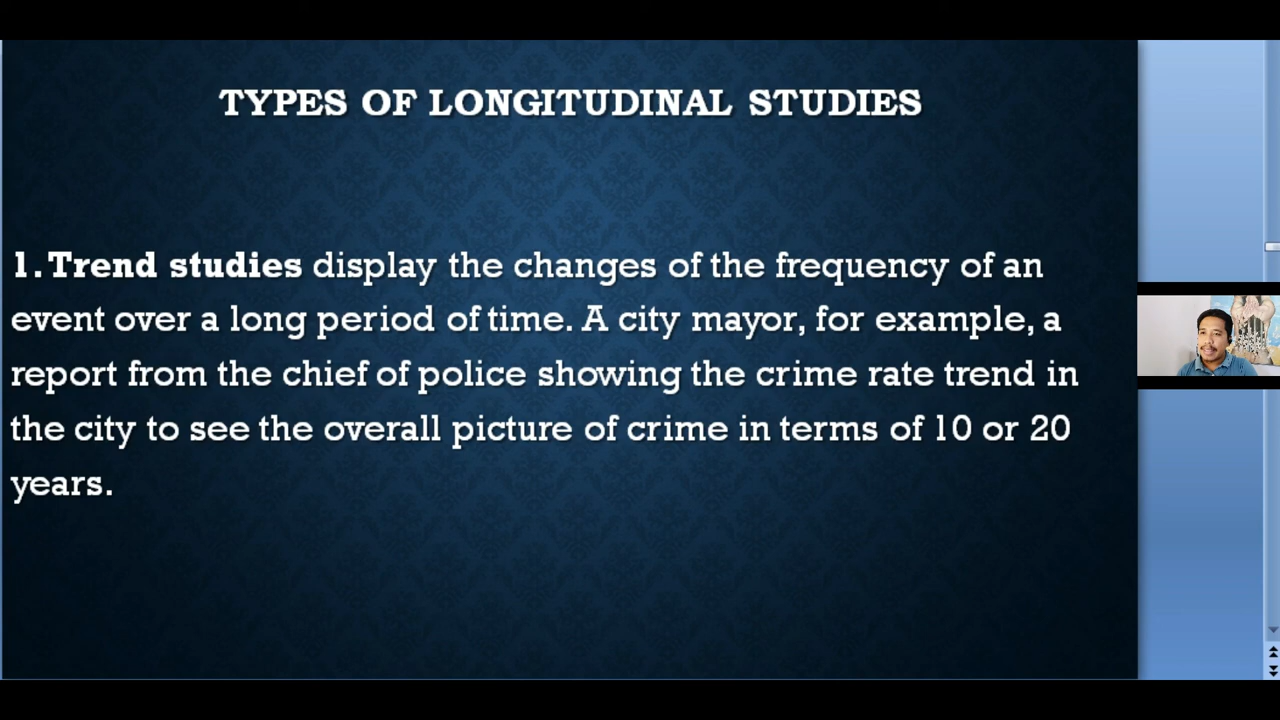 TYPES OF LONGITUDINAL STUDIES
1. Trend studies display the changes of the frequency of an
event over a long period of time. A city mayor, for example, a
report from the chief of police showing the crime rate trend in
the city to see the overall picture of crime in terms of 10 or 20
years.